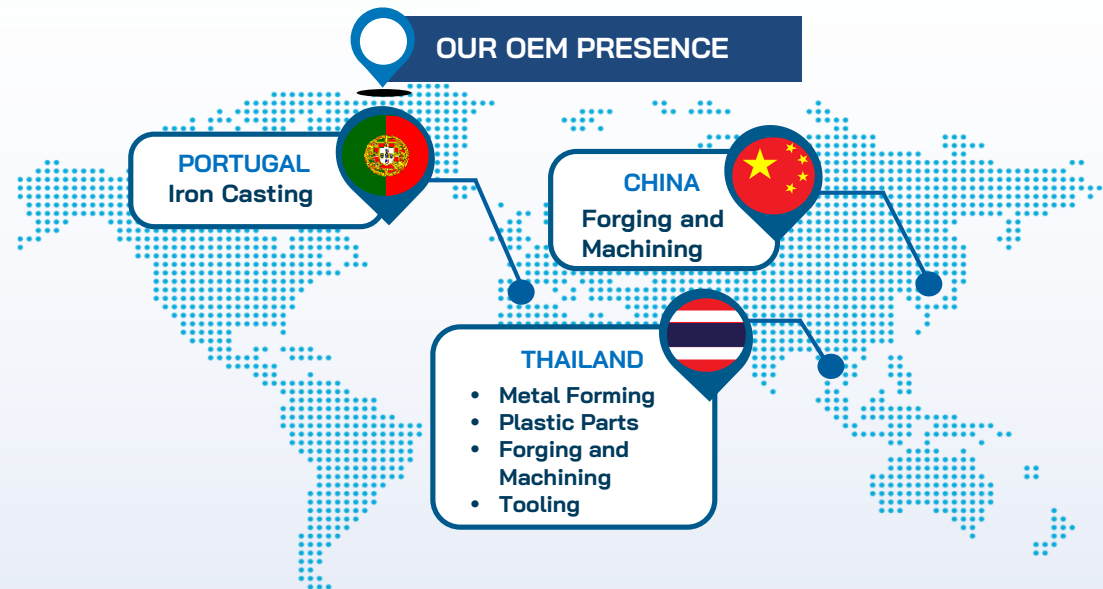 OUR OEM PRESENCE
PORTUGAL
Iron Casting
CHINA
Forging and
Machining
THAILAND
• Metal Forming
• Plastic Parts
• Forging and
Machining
• Tooling